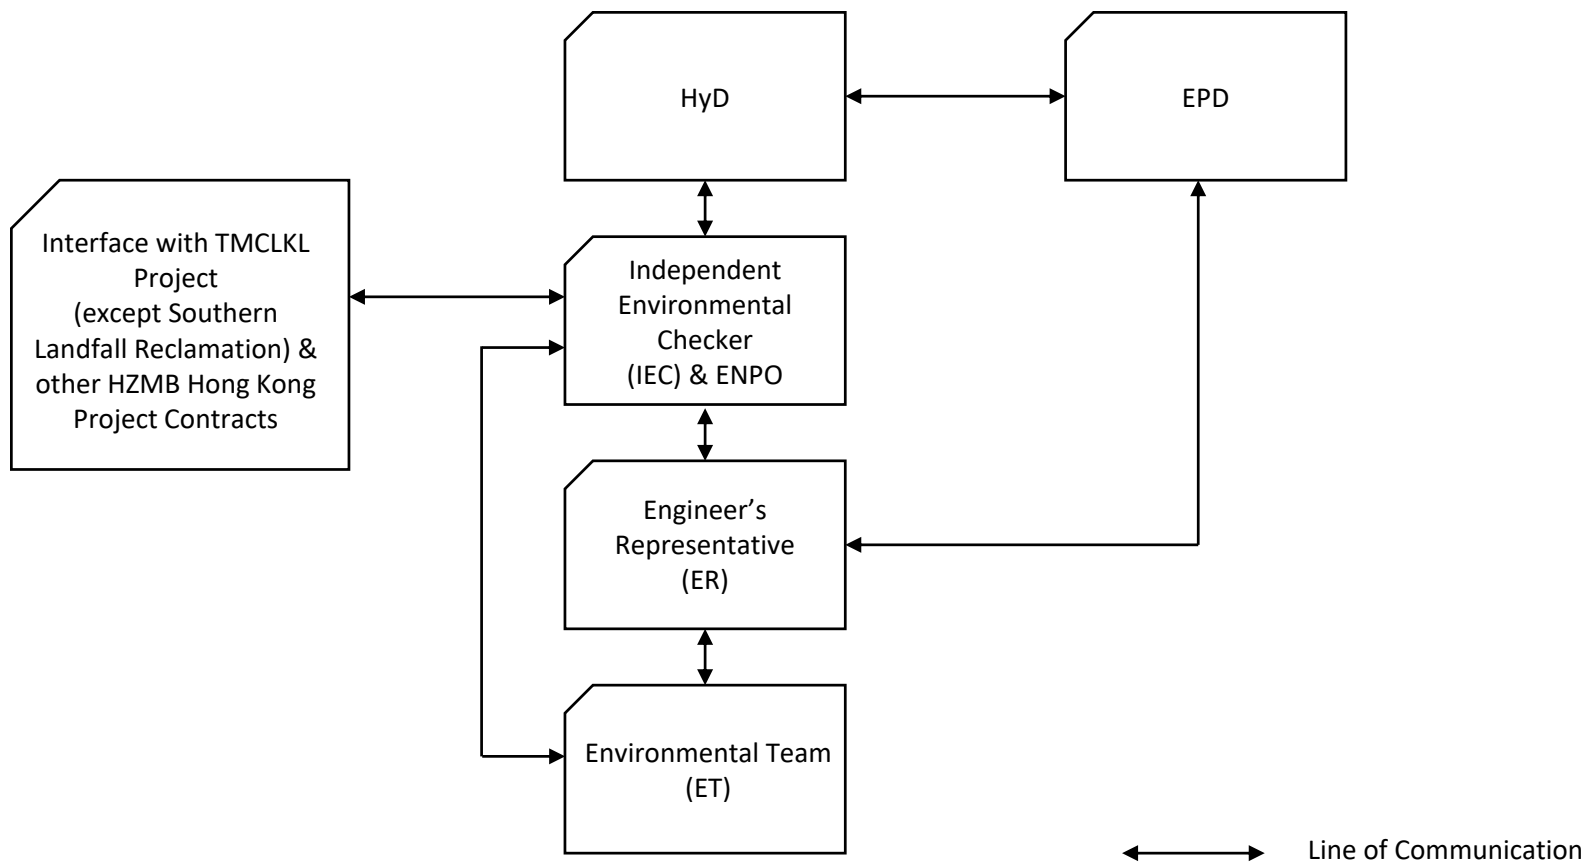 HyD
EPD
Interface with TMCLKL
Project
(except Southern
Landfall Reclamation) &
other HZMB Hong Kong
Project Contracts
Independent
Environmental
Checker
(IEC) & ENPO
Engineer’s
Representative
(ER)
Environmental Team
(ET)
Line of Communication